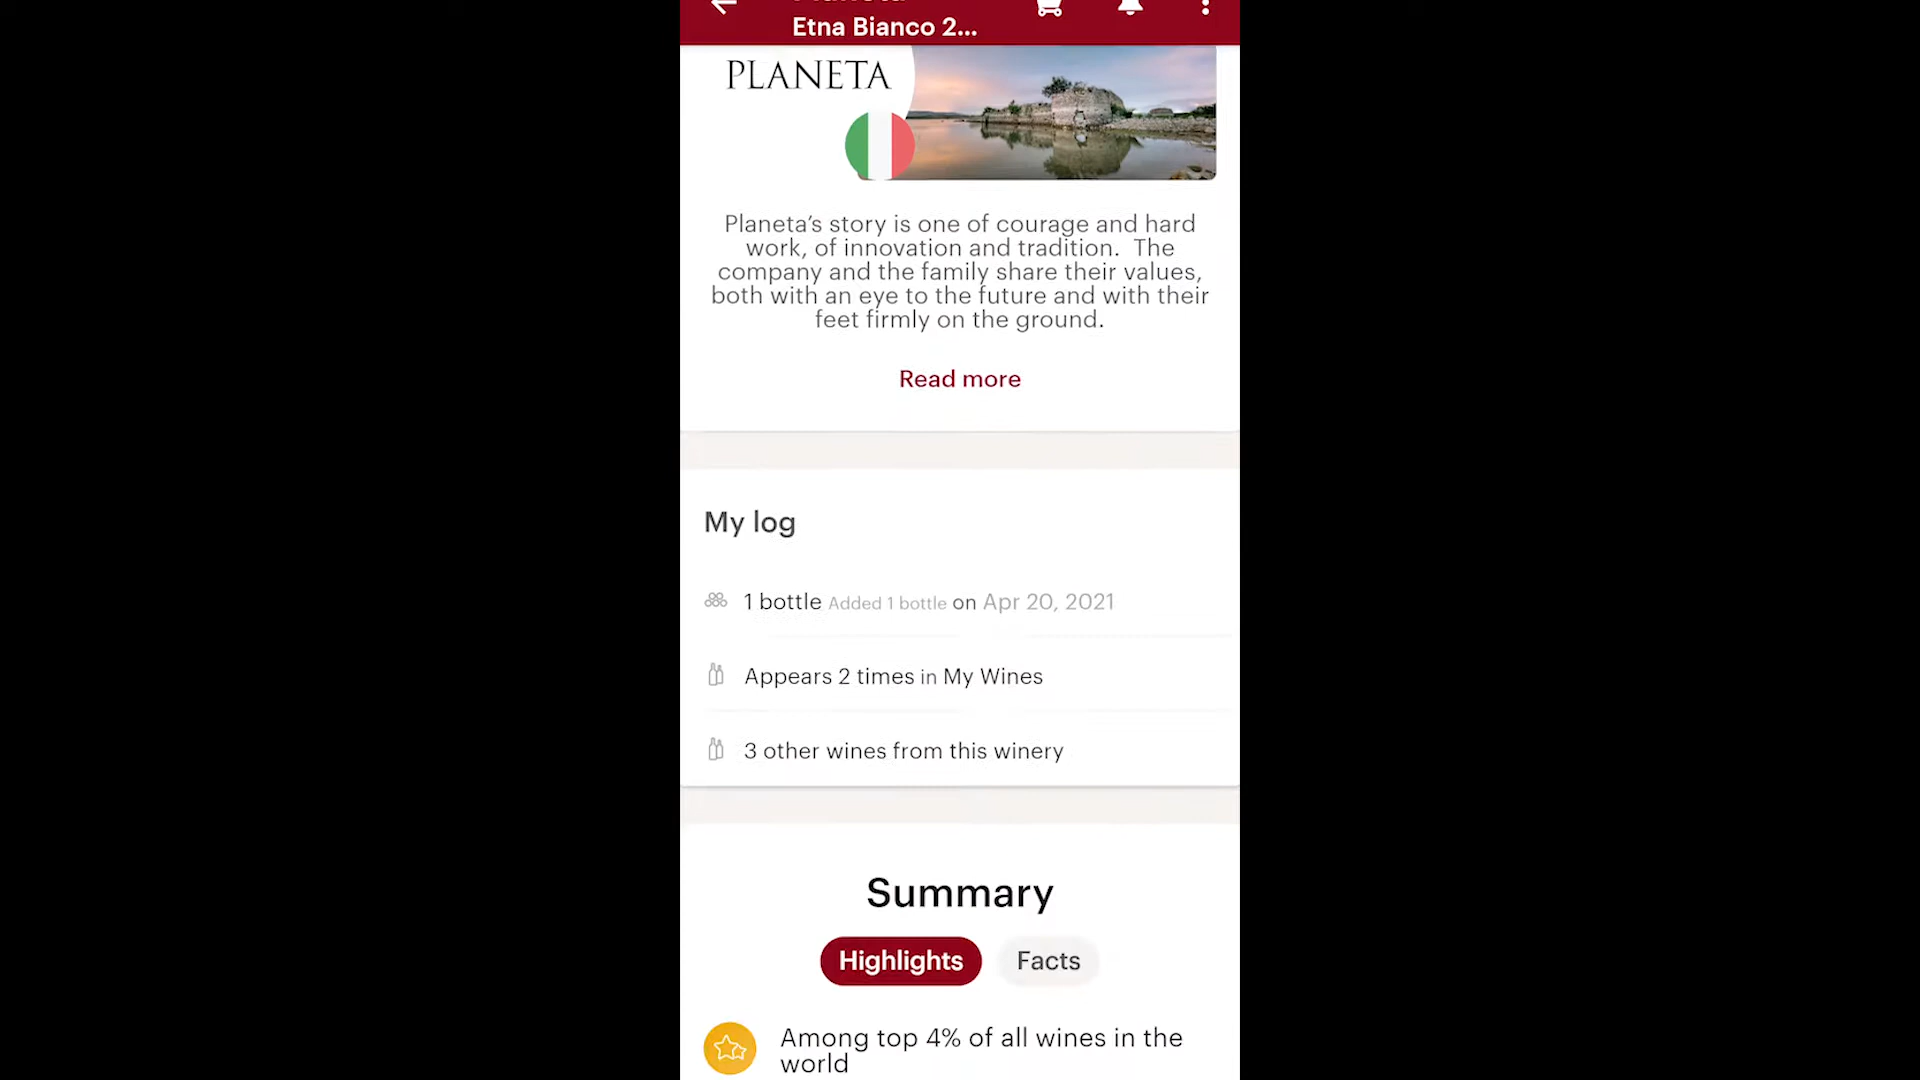 Etna Bianco 2...
PLANETA
Planeta’s story is one of courage and hard
work, of innovation and tradition.  The
company and the family share their values,
both with an eye to the future and with their
feet firmly on the ground.
Read more
My log
1 bottle Added 1 bottle on Apr 20, 2021
Appears 2 times in My Wines
3 other wines from this winery
Summary
Highlights Facts
Among top 4% of all wines in the
world